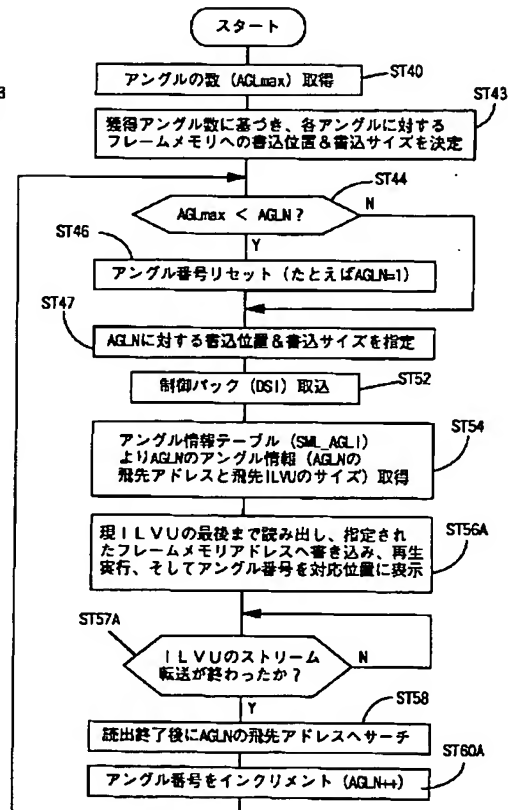 スタート
アングルの数 (AGLmax) 取得
ST40
ST43
獲得アングル数に基づき、各アングルに対する
フレームメモリへの書込位置&書込サイズを決定
ST44
AGLmax < AGLN?
N
Y
ST46
アングル番号リセット (たとえばAGLN=1)
ST47
AGLNに対する書込位置&書込サイズを指定
ST52
制御パック (DSI) 取込
ST54
アングル情報テーブル (SML_AGLI)
よりAGLNのアングル情報 (AGLNの
飛先アドレスと飛先ILVUのサイズ) 取得
ST56A
現ILVUの最後まで読み出し、指定され
たフレームメモリアドレスへ書き込み、再生
実行、そしてアングル番号を対応位置に表示
ST57A
ILVUのストリーム
転送が終わったか?
N
Y
ST58
読出終了後にAGLNの飛先アドレスへサーチ
ST60A
アングル番号をインクリメント (AGLN++)